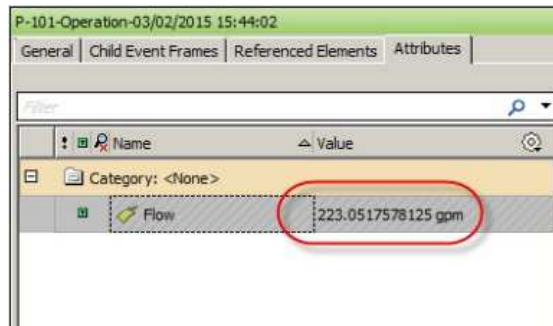 P-101-Operation-03/02/2015 15:44:02
General Child Event Frames Referenced Elements Attributes
Filter
Name Value
Category: <None>
Flow 223.0517578125 gpm